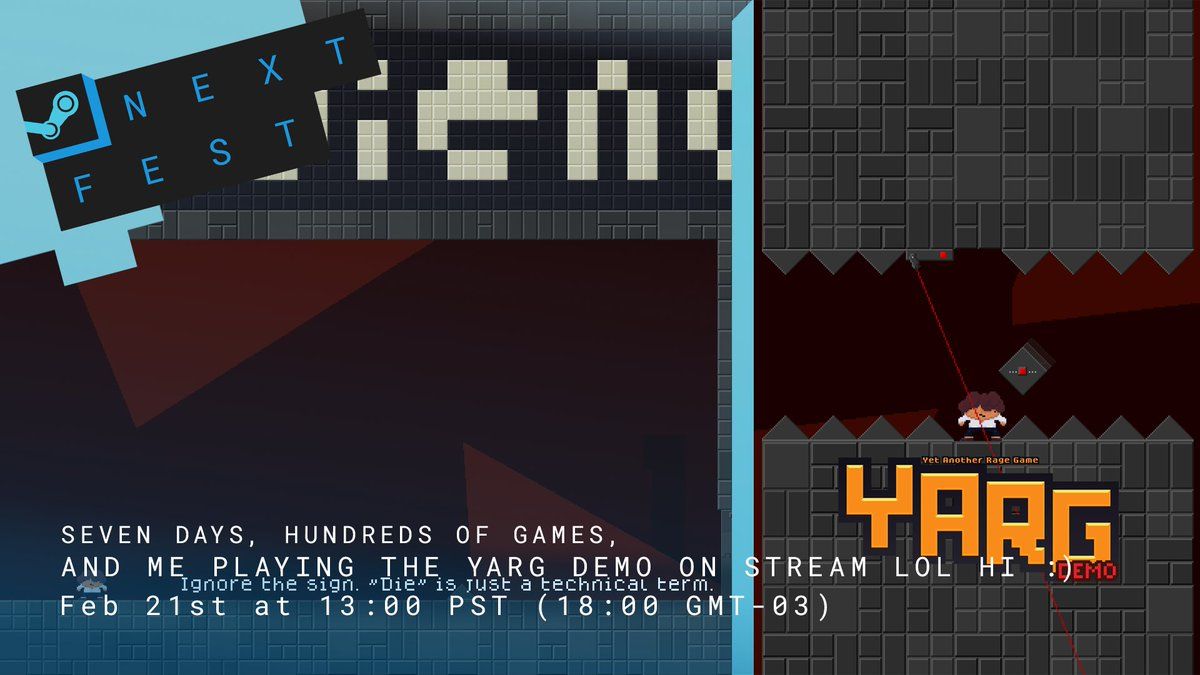 NEXT
FEST
Yet Another Rage Game
YARG
DEMO
SEVEN DAYS, HUNDREDS OF GAMES,
AND ME PLAYING THE YARG DEMO ON STREAM LOL HI :)
Ignore the sign. "Die" is just a technical term.
Feb 21st at 13:00 PST (18:00 GMT-03)